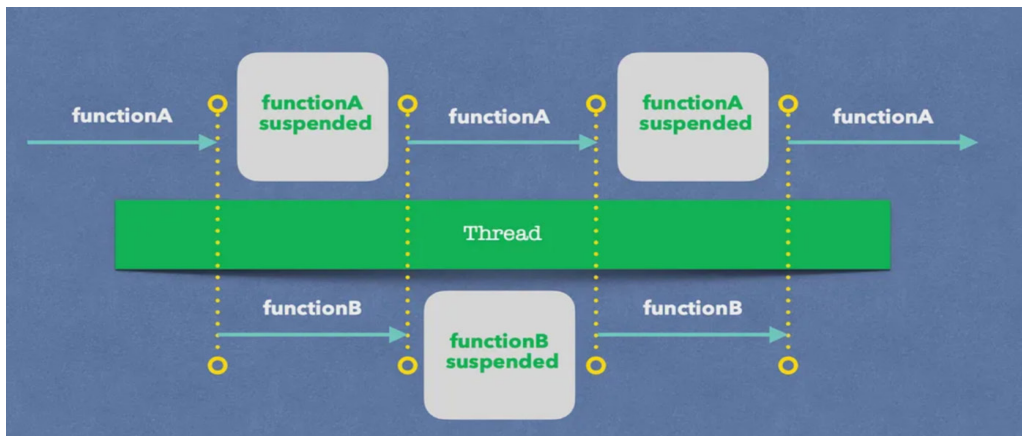 functionA
functionA
suspended
functionA
functionA
suspended
functionA
Thread
functionB
functionB
suspended
functionB